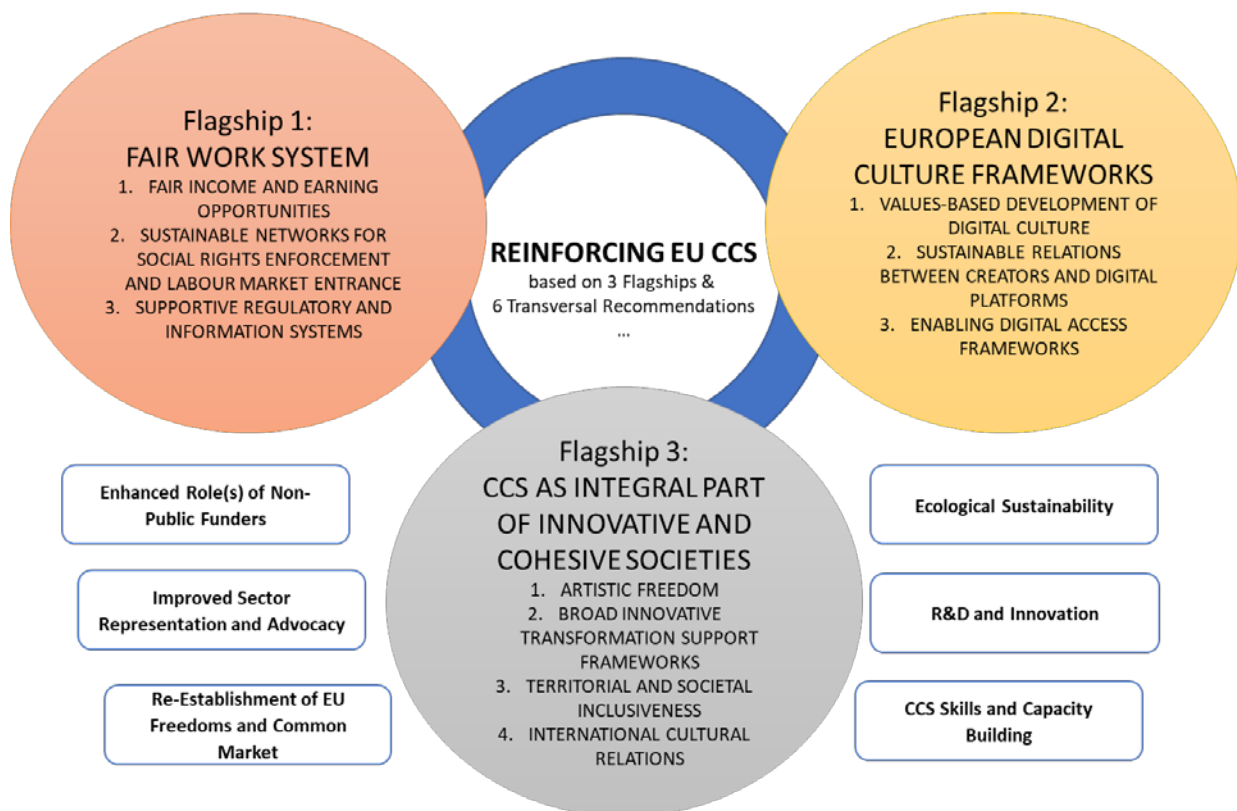 Flagship 1:
FAIR WORK SYSTEM
1. FAIR INCOME AND EARNING
OPPORTUNITIES
2. SUSTAINABLE NETWORKS FOR
SOCIAL RIGHTS ENFORCEMENT
AND LABOUR MARKET ENTRANCE
3. SUPPORTIVE REGULATORY AND
INFORMATION SYSTEMS
REINFORCING EU CCS
based on 3 Flagships &
6 Transversal Recommendations
...
Flagship 2:
EUROPEAN DIGITAL
CULTURE FRAMEWORKS
1. VALUES-BASED DEVELOPMENT OF
DIGITAL CULTURE
2. SUSTAINABLE RELATIONS
BETWEEN CREATORS AND DIGITAL
PLATFORMS
3. ENABLING DIGITAL ACCESS
FRAMEWORKS
Flagship 3:
CCS AS INTEGRAL PART
OF INNOVATIVE AND
COHESIVE SOCIETIES
1. ARTISTIC FREEDOM
2. BROAD INNOVATIVE
TRANSFORMATION SUPPORT
FRAMEWORKS
3. TERRITORIAL AND SOCIETAL
INCLUSIVENESS
4. INTERNATIONAL CULTURAL
RELATIONS
Enhanced Role(s) of Non-
Public Funders
Improved Sector
Representation and Advocacy
Re-Establishment of EU
Freedoms and Common
Market
Ecological Sustainability
R&D and Innovation
CCS Skills and Capacity
Building